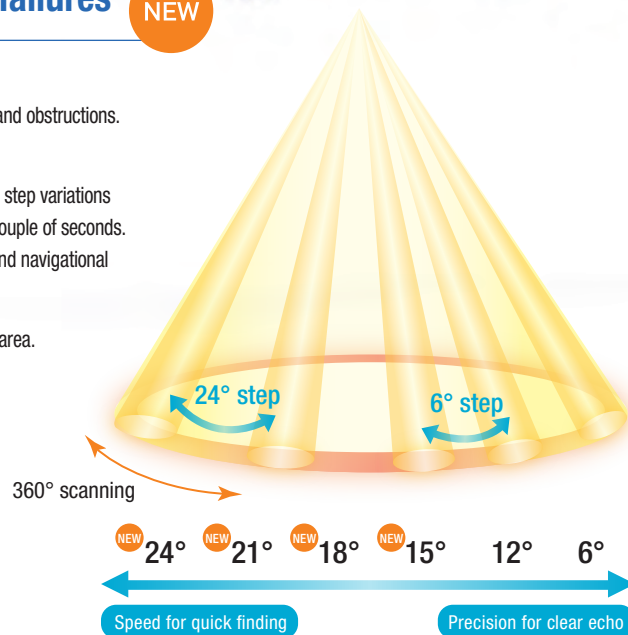 NEW
and obstructions.
step variations
ouple of seconds.
nd navigational
area.
24° step
6° step
360° scanning
NEW 24° NEW 21° NEW 18° NEW 15° 12° 6°
Speed for quick finding
Precision for clear echo